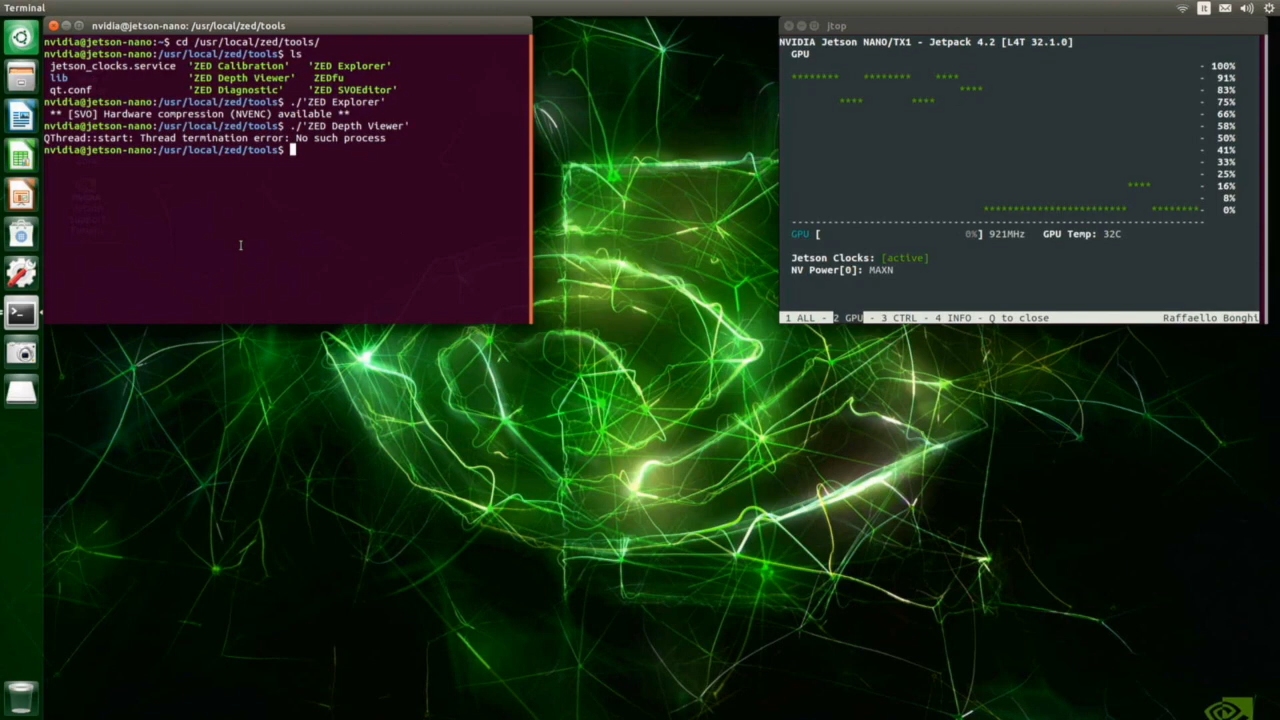 Terminal
It
nvidia@jetson-nano: /usr/local/zed/tools
nvidia@jetson-nano:~$ cd /usr/local/zed/tools/
nvidia@jetson-nano:/usr/local/zed/tools$ ls
jetson_clocks.service 'ZED Calibration' 'ZED Explorer'
lib 'ZED Depth Viewer' ZEDfu
qt.conf 'ZED Diagnostic' 'ZED SVOEditor'
nvidia@jetson-nano:/usr/local/zed/tools$ ./'ZED Explorer'
** [SVO] Hardware compression (NVENC) available **
nvidia@jetson-nano:/usr/local/zed/tools$ ./'ZED Depth Viewer'
QThread::start: Thread termination error: No such process
nvidia@jetson-nano:/usr/local/zed/tools$
jtop
NVIDIA Jetson NANO/TX1 - Jetpack 4.2 [L4T 32.1.0]
GPU
- 100%
******** ******** **** - 91%
**** - 83%
**** **** - 75%
- 66%
- 58%
- 50%
- 41%
- 33%
- 25%
**** - 16%
- 8%
************************ ********- 0%
GPU [ 0%] 921MHz GPU Temp: 32C
Jetson Clocks: [active]
NV Power[0]: MAXN
1 ALL - 2 GPU - 3 CTRL - 4 INFO - Q to close Raffaello Bonghi